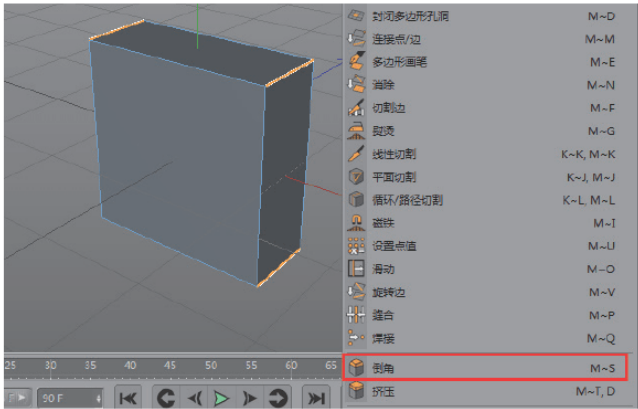 封闭多边形孔洞 M~D
连接点/边 M~M
多边形画笔 M~E
消除 M~N
切割边 M~F
熨烫 M~G
线性切割 K~K, M~K
平面切割 K~J, M~J
循环/路径切割 K~L, M~L
磁铁 M~I
设置点值 M~U
滑动 M~O
旋转边 M~V
缝合 M~P
焊接 M~Q
25 30 35 40 45 50 55 60 65
倒角 M~S
90 F
挤压 M~T, D